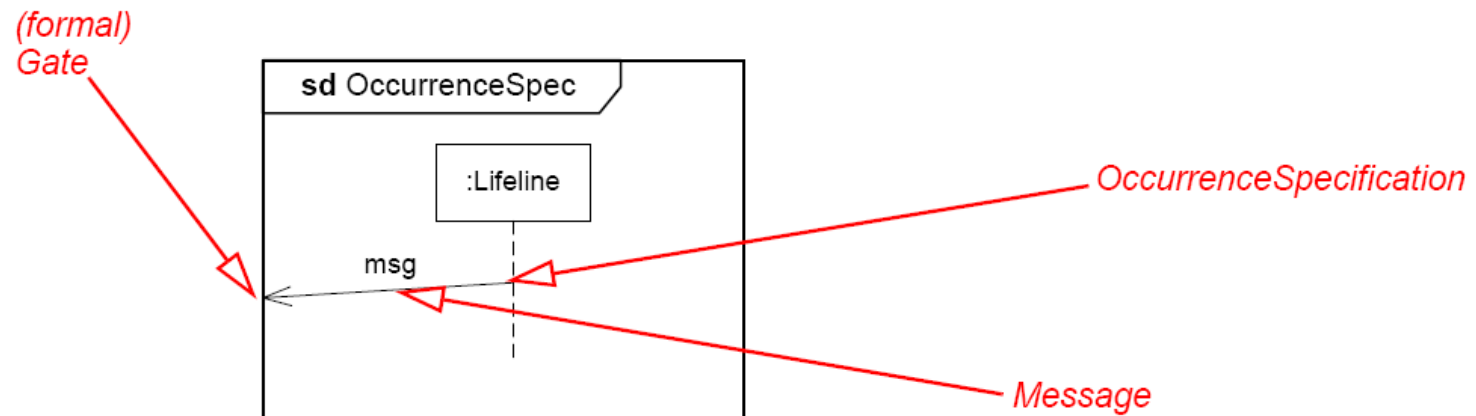 (formal)
Gate
sd OccurrenceSpec
:Lifeline
OccurrenceSpecification
msg
Message